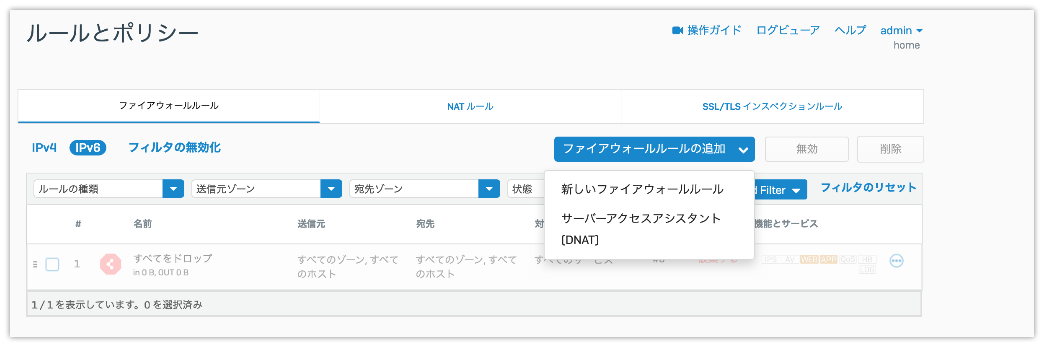 ルールとポリシー
操作ガイド ログビューア ヘルプ admin
home
ファイアウォールルール NAT ルール SSL/TLS インスペクションルール
IPv4 IPv6 フィルタの無効化 ファイアウォールルールの追加 無効 削除
ルールの種類 送信元ゾーン 宛先ゾーン 状態 Filter フィルタのリセット
新しいファイアウォールルール
サーバーアクセスアシスタント
[DNAT]
# 名前 送信元 宛先 対 機能とサービス
1 すべてをドロップ すべてのゾーン, すべて すべてのゾーン, すべて
in 0 B, OUT 0 B のホスト のホスト
IPS AV WEB APP QoS HB
LOG
1 / 1 を表示しています。0 を選択済み